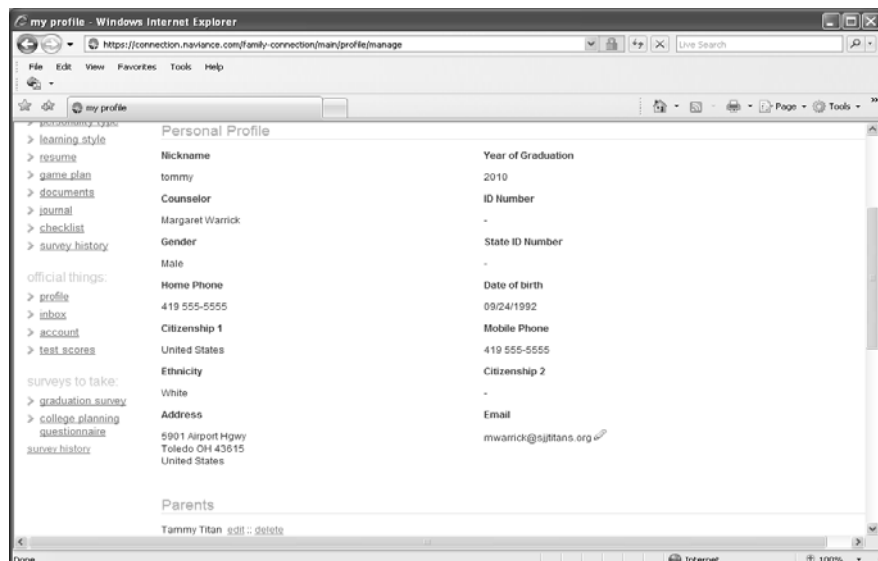 my profile - Windows Internet Explorer
https://connection.naviance.com/family-connection/main/profile/manage
Live Search
File Edit View Favorites Tools Help
my profile
Page Tools
personality type
learning style
resume
game plan
documents
journal
checklist
survey history
official things:
profile
inbox
account
test scores
surveys to take:
graduation survey
college planning
questionnaire
survey history
Personal Profile
Nickname Year of Graduation
tommy 2010
Counselor ID Number
Margaret Warrick -
Gender State ID Number
Male -
Home Phone Date of birth
419 555-5555 09/24/1992
Citizenship 1 Mobile Phone
United States 419 555-5555
Ethnicity Citizenship 2
White -
Address Email
5901 Airport Hgwy mwarrick@sjjtitans.org
Toledo OH 43615
United States
Parents
Tammy Titan edit :: delete
Done Internet 100%